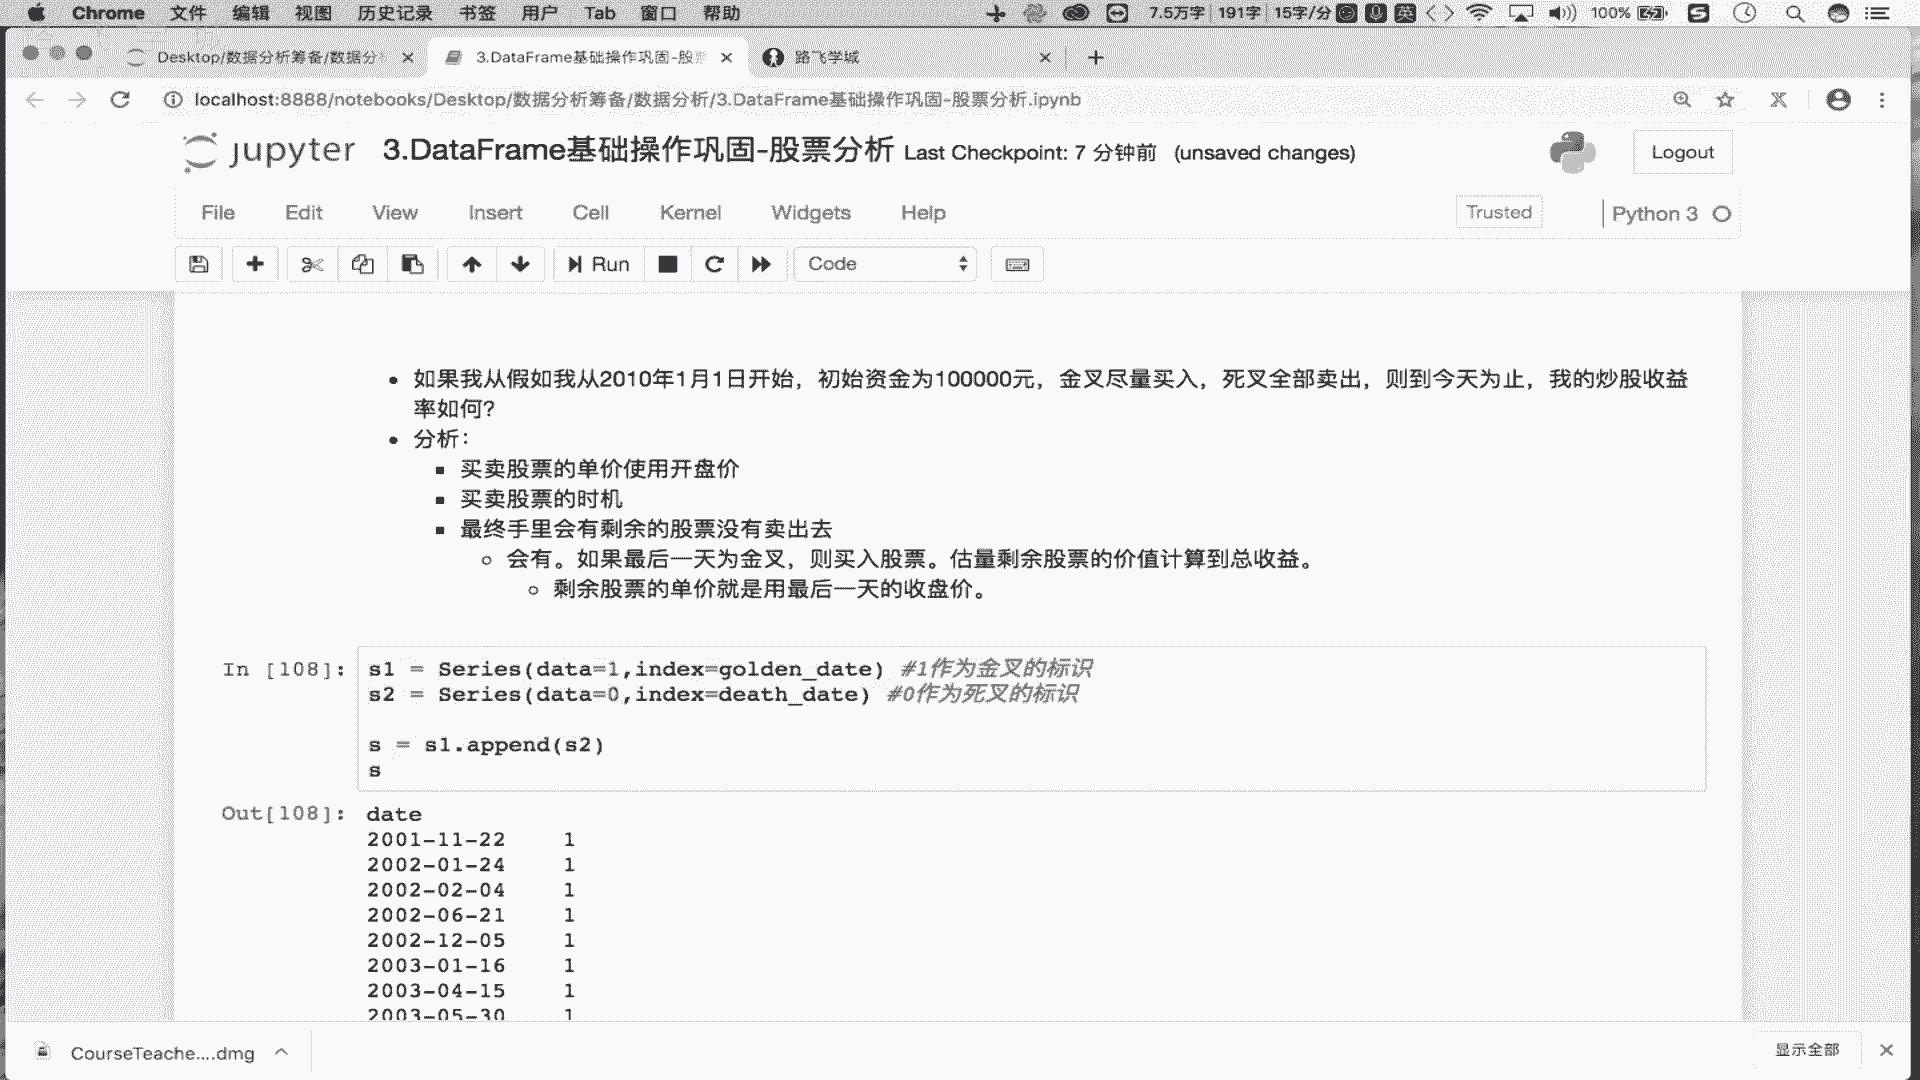 Chrome 文件 编辑 视图 历史记录 书签 用户 Tab 窗口 帮助 7.5万字 191字 15字/分 英 100%
Desktop/数据分析筹备/数据分 3.DataFrame基础操作巩固-股 路飞学城
localhost:8888/notebooks/Desktop/数据分析筹备/数据分析/3.DataFrame基础操作巩固-股票分析.ipynb
jupyter 3.DataFrame基础操作巩固-股票分析 Last Checkpoint: 7 分钟前 (unsaved changes) Logout
File Edit View Insert Cell Kernel Widgets Help Trusted Python 3
Run Code
如果我从假如我从2010年1月1日开始，初始资金为100000元，金叉尽量买入，死叉全部卖出，则到今天为止，我的炒股收益
率如何？
分析：
买卖股票的单价使用开盘价
买卖股票的时机
最终手里会有剩余的股票没有卖出去
会有。如果最后一天为金叉，则买入股票。估量剩余股票的价值计算到总收益。
剩余股票的单价就是用最后一天的收盘价。
In [108]: s1 = Series(data=1,index=golden_date) #1作为金叉的标识
s2 = Series(data=0,index=death_date) #0作为死叉的标识
s = s1.append(s2)
s
Out[108]: date
2001-11-22 1
2002-01-24 1
2002-02-04 1
2002-06-21 1
2002-12-05 1
2003-01-16 1
2003-04-15 1
2003-05-30 1
CourseTeache....dmg 显示全部